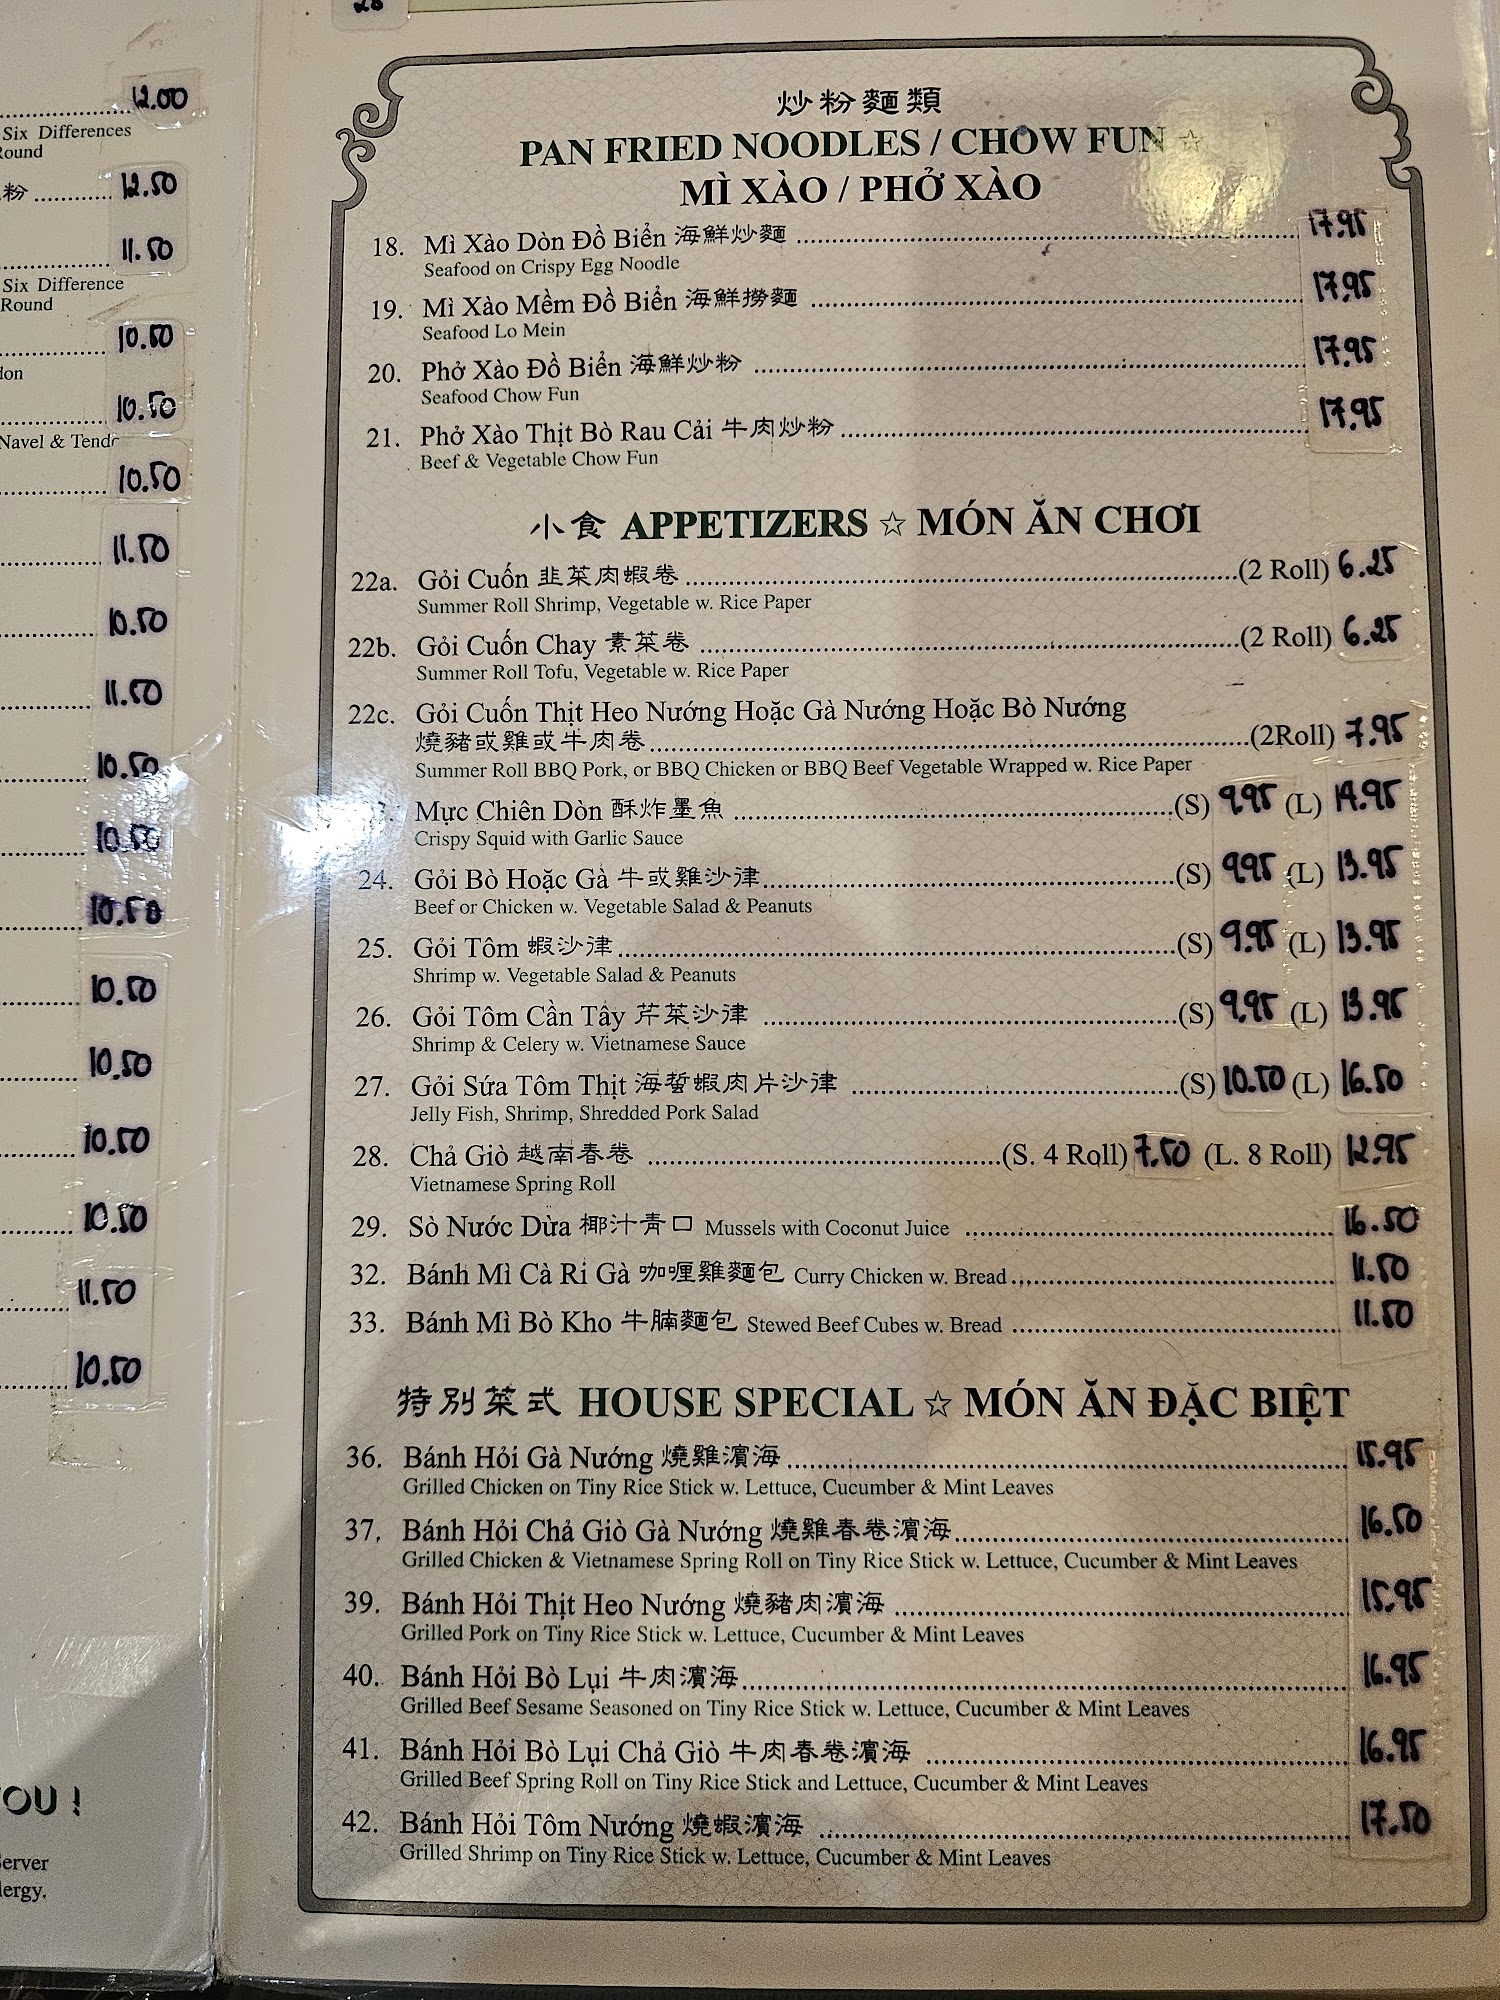 28
12.00
Six Differences
Round
粉 12.50
11.50
Six Difference
Round
10.50
10.50
Navel &
10.50
11.50
10.50
11.50
10.50
10.50
10.50
10.50
10.50
10.50
10.50
11.50
10.50
YOU !
炒粉麵類
PAN FRIED NOODLES / CHOW FUN ☆
MÌ XÀO / PHỞ XÀO
18. Mì Xào Dòn Đồ Biển 海鮮炒麵 17.95
Seafood on Crispy Egg Noodle
19. Mì Xào Mềm Đồ Biển 海鮮撈麵 17.95
Seafood Lo Mein
20. Phở Xào Đồ Biển 海鮮炒粉 17.95
Seafood Chow Fun
21. Phở Xào Thịt Bò Rau Cải 牛肉炒粉 17.95
Beef & Vegetable Chow Fun
小食 APPETIZERS ☆ MÓN ĂN CHƠI
22a. Gỏi Cuốn 韭菜肉蝦卷 (2 Roll) 6.25
Summer Roll Shrimp, Vegetable w. Rice Paper
22b. Gỏi Cuốn Chay 素菜卷 (2 Roll) 6.25
Summer Roll Tofu, Vegetable w. Rice Paper
22c. Gỏi Cuốn Thịt Heo Nướng Hoặc Gà Nướng Hoặc Bò Nướng
燒豬或雞或牛肉卷 (2Roll) 7.95
Summer Roll BBQ Pork, or BBQ Chicken or BBQ Beef Vegetable Wrapped w. Rice Paper
Mực Chiên Dòn 酥炸墨魚 (S) 9.95 (L) 14.95
Crispy Squid with Garlic Sauce
24. Gỏi Bò Hoặc Gà 牛或雞沙律 (S) 9.95 (L) 13.95
Beef or Chicken w. Vegetable Salad & Peanuts
25. Gỏi Tôm 蝦沙律 (S) 9.95 (L) 13.95
Shrimp w. Vegetable Salad & Peanuts
26. Gỏi Tôm Cần Tây 芹菜沙律 (S) 9.95 (L) 13.95
Shrimp & Celery w. Vietnamese Sauce
27. Gỏi Sứa Tôm Thịt 海蜇蝦肉片沙律 (S) 10.50 (L) 16.50
Jelly Fish, Shrimp, Shredded Pork Salad
28. Chả Giò 越南春卷 (S. 4 Roll) 7.50 (L. 8 Roll) 12.95
Vietnamese Spring Roll
29. Sò Nước Dừa 椰汁青口 Mussels with Coconut Juice 16.50
32. Bánh Mì Cà Ri Gà 咖喱雞麵包 Curry Chicken w. Bread 11.50
33. Bánh Mì Bò Kho 牛腩麵包 Stewed Beef Cubes w. Bread 11.50
特別菜式 HOUSE SPECIAL ☆ MÓN ĂN ĐẶC BIỆT
36. Bánh Hỏi Gà Nướng 燒雞濱海 15.95
Grilled Chicken on Tiny Rice Stick w. Lettuce, Cucumber & Mint Leaves
37. Bánh Hỏi Chả Giò Gà Nướng 燒雞春卷濱海 16.50
Grilled Chicken & Vietnamese Spring Roll on Tiny Rice Stick w. Lettuce, Cucumber & Mint Leaves
39. Bánh Hỏi Thịt Heo Nướng 燒豬肉濱海 15.95
Grilled Pork on Tiny Rice Stick w. Lettuce, Cucumber & Mint Leaves
40. Bánh Hỏi Bò Lụi 牛肉濱海 16.95
Grilled Beef Sesame Seasoned on Tiny Rice Stick w. Lettuce, Cucumber & Mint Leaves
41. Bánh Hỏi Bò Lụi Chả Giò 牛肉春卷濱海 16.95
Grilled Beef Spring Roll on Tiny Rice Stick and Lettuce, Cucumber & Mint Leaves
42. Bánh Hỏi Tôm Nướng 燒蝦濱海 17.50
Grilled Shrimp on Tiny Rice Stick w. Lettuce, Cucumber & Mint Leaves